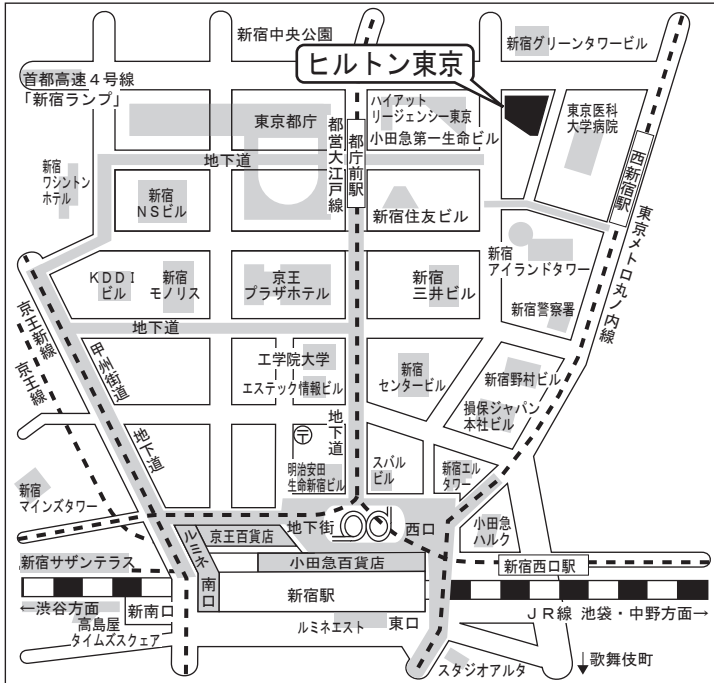 新宿中央公園
新宿グリーンタワービル
ヒルトン東京
首都高速4号線
「新宿ランプ」
東京都庁
ハイアット
リージェンシー東京
小田急第一生命ビル
東京医科
大学病院
都営大江戸線
都庁前駅
西新宿駅
東京メトロ丸ノ内線
地下道
新宿
ワシントン
ホテル
新宿
NSビル
新宿住友ビル
新宿
アイランドタワー
KDDI
ビル
新宿
モノリス
京王
プラザホテル
新宿
三井ビル
新宿警察署
京王新線
京王線
甲州街道
地下道
地下道
工学院大学
エステック情報ビル
新宿
センタービル
新宿野村ビル
損保ジャパン
本社ビル
地下道
〒
明治安田
生命新宿ビル
スバル
ビル
新宿エル
タワー
新宿
マインズタワー
地下街
西口
小田急
ハルク
ルミネ
京王百貨店
小田急百貨店
新宿西口駅
新宿サザンテラス
南口
新宿駅
←渋谷方面
新南口
JR線 池袋・中野方面→
高島屋
タイムズスクェア
ルミネエスト
東口
スタジオアルタ
↓歌舞伎町